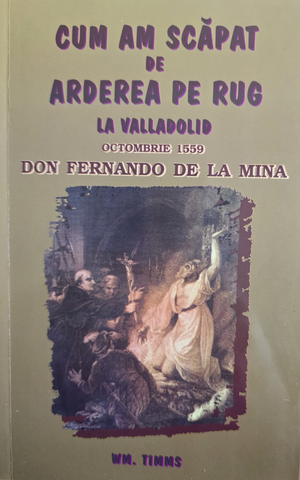 CUM AM SCĂPAT
DE
ARDEREA PE RUG
LA VALLADOLID
OCTOMBRIE 1559
DON FERNANDO DE LA MINA
WM. TIMMS